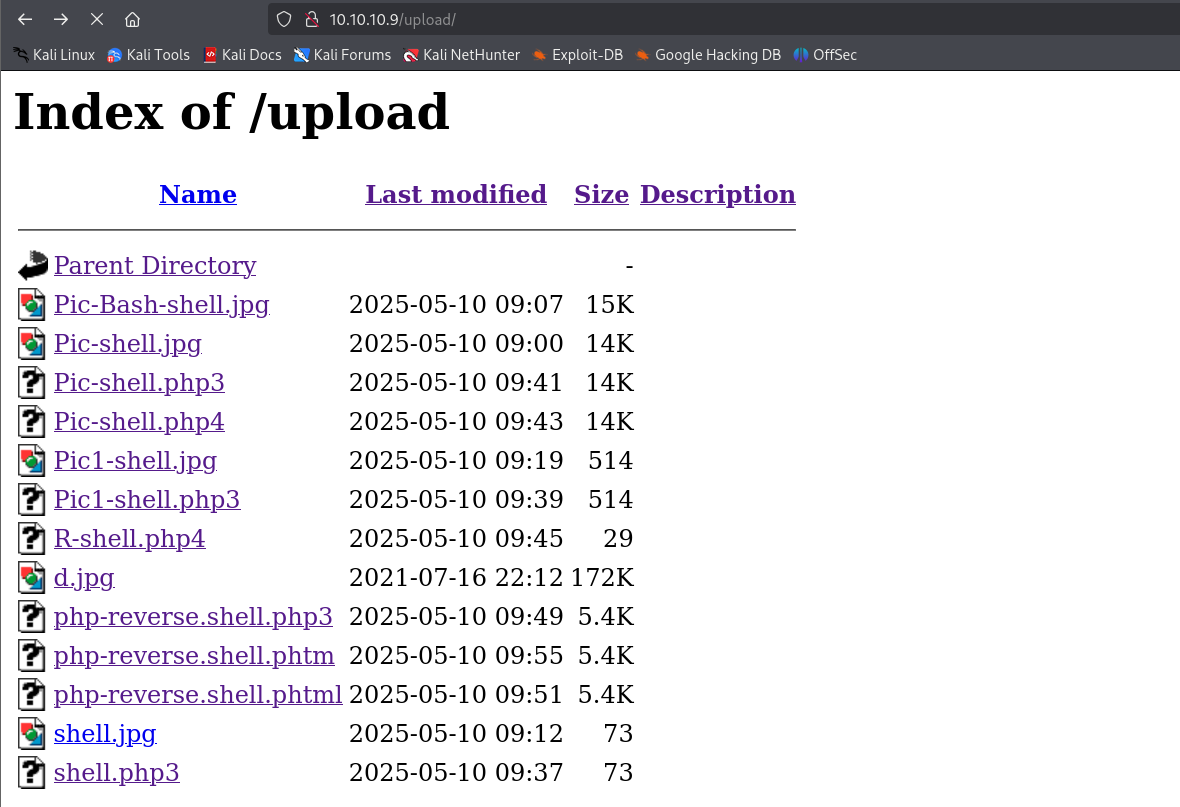 10.10.10.9/upload/
Kali Linux Kali Tools Kali Docs Kali Forums Kali NetHunter Exploit-DB Google Hacking DB OffSec
Index of /upload
Name Last modified Size Description
Parent Directory -
Pic-Bash-shell.jpg 2025-05-10 09:07 15K
Pic-shell.jpg 2025-05-10 09:00 14K
Pic-shell.php3 2025-05-10 09:41 14K
Pic-shell.php4 2025-05-10 09:43 14K
Pic1-shell.jpg 2025-05-10 09:19 514
Pic1-shell.php3 2025-05-10 09:39 514
R-shell.php4 2025-05-10 09:45 29
d.jpg 2021-07-16 22:12 172K
php-reverse.shell.php3 2025-05-10 09:49 5.4K
php-reverse.shell.phtm 2025-05-10 09:55 5.4K
php-reverse.shell.phtml 2025-05-10 09:51 5.4K
shell.jpg 2025-05-10 09:12 73
shell.php3 2025-05-10 09:37 73